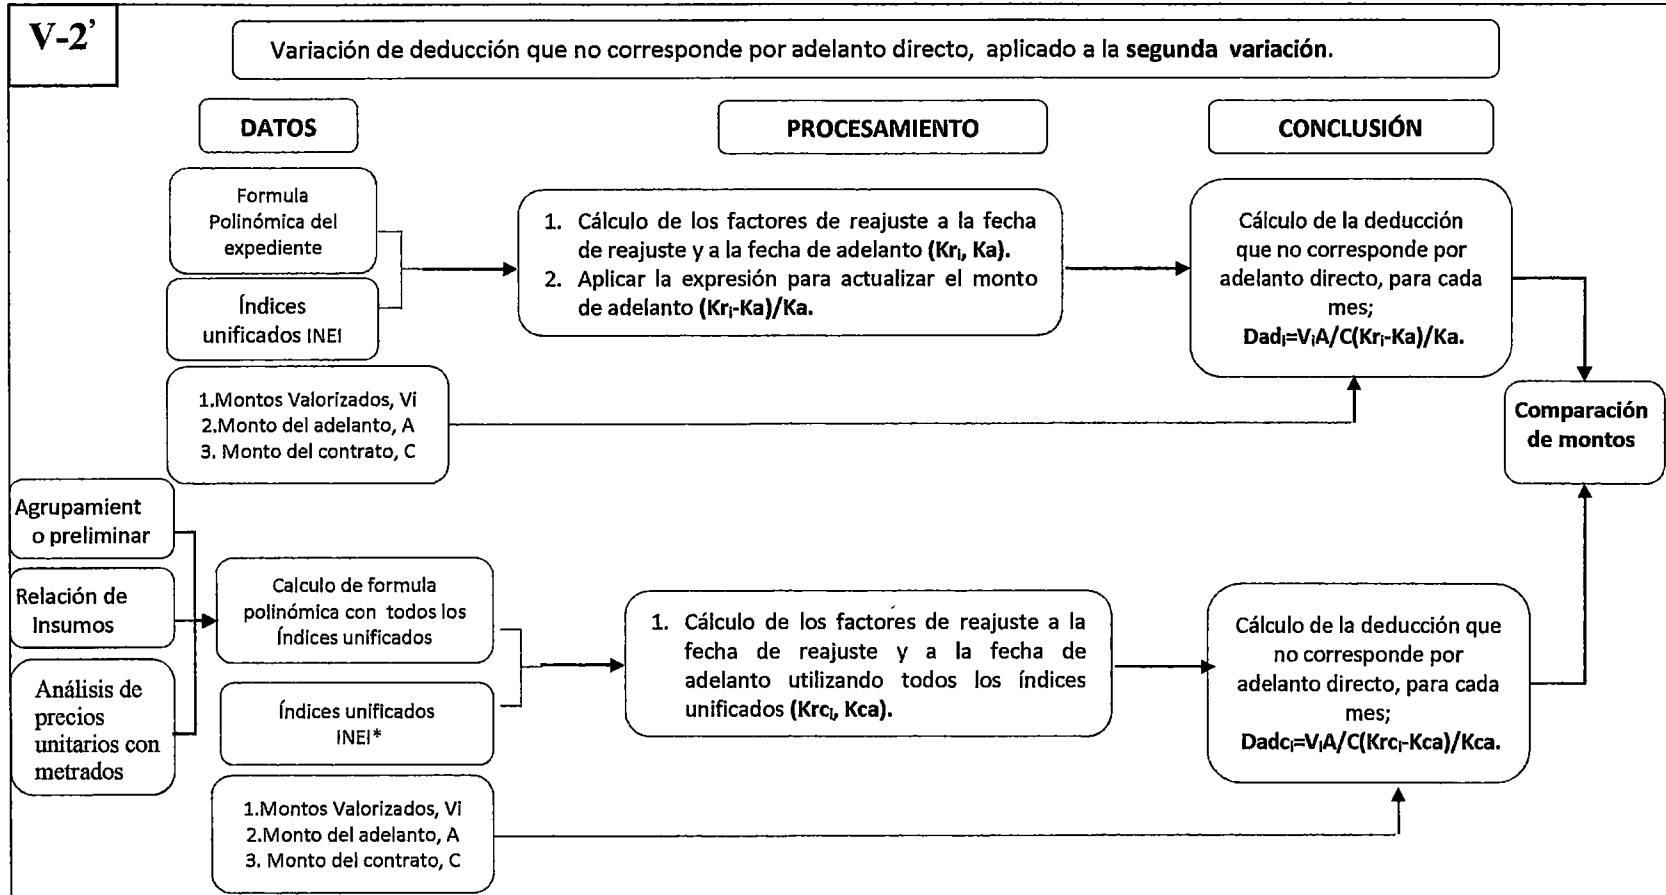 V-2’
Variación de deducción que no corresponde por adelanto directo, aplicado a la segunda variación.
DATOS
PROCESAMIENTO
CONCLUSIÓN
Formula
Polinómica del
expediente
Índices
unificados INEI
1. Cálculo de los factores de reajuste a la fecha
de reajuste y a la fecha de adelanto (Krᵢ, Ka).
2. Aplicar la expresión para actualizar el monto
de adelanto (Krᵢ-Ka)/Ka.
Cálculo de la deducción
que no corresponde por
adelanto directo, para cada
mes;
Dadᵢ=VᵢA/C(Krᵢ-Ka)/Ka.
1.Montos Valorizados, Vi
2.Monto del adelanto, A
3. Monto del contrato, C
Comparación
de montos
Agrupamient
o preliminar
Relación de
Insumos
Análisis de
precios
unitarios con
metrados
Calculo de formula
polinómica con todos los
Índices unificados
Índices unificados
INEI*
1. Cálculo de los factores de reajuste a la
fecha de reajuste y a la fecha de
adelanto utilizando todos los índices
unificados (Krcᵢ, Kca).
Cálculo de la deducción que
no corresponde por
adelanto directo, para cada
mes;
Dadcᵢ=VᵢA/C(Krcᵢ-Kca)/Kca.
1.Montos Valorizados, Vi
2.Monto del adelanto, A
3. Monto del contrato, C